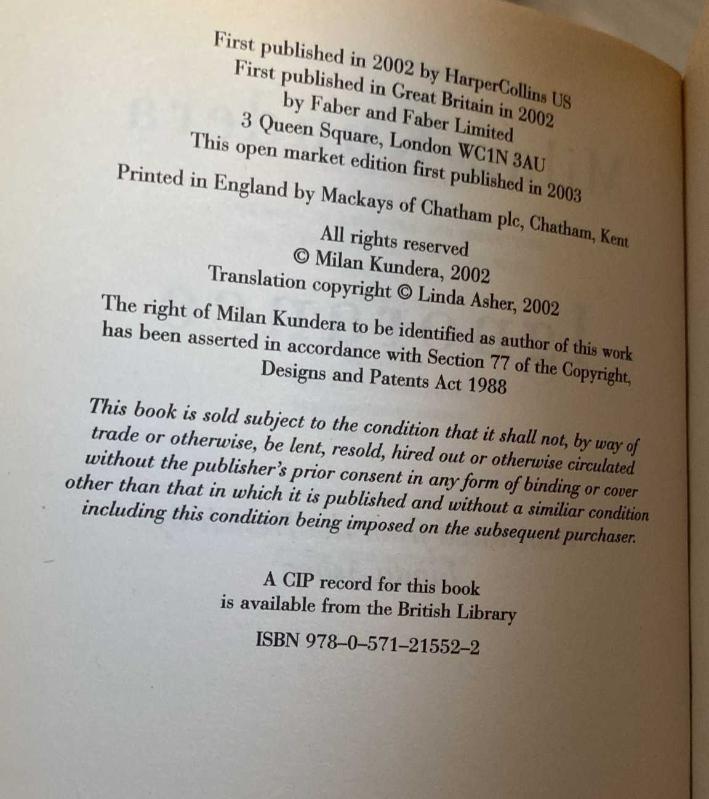 First published in 2002 by HarperCollins US
First published in Great Britain in 2002
by Faber and Faber Limited
3 Queen Square, London WC1N 3AU
This open market edition first published in 2003
Printed in England by Mackays of Chatham plc, Chatham, Kent
All rights reserved
© Milan Kundera, 2002
Translation copyright © Linda Asher, 2002
The right of Milan Kundera to be identified as author of this work
has been asserted in accordance with Section 77 of the Copyright,
Designs and Patents Act 1988
This book is sold subject to the condition that it shall not, by way of
trade or otherwise, be lent, resold, hired out or otherwise circulated
without the publisher's prior consent in any form of binding or cover
other than that in which it is published and without a similiar condition
including this condition being imposed on the subsequent purchaser.
A CIP record for this book
is available from the British Library
ISBN 978–0–571–21552–2